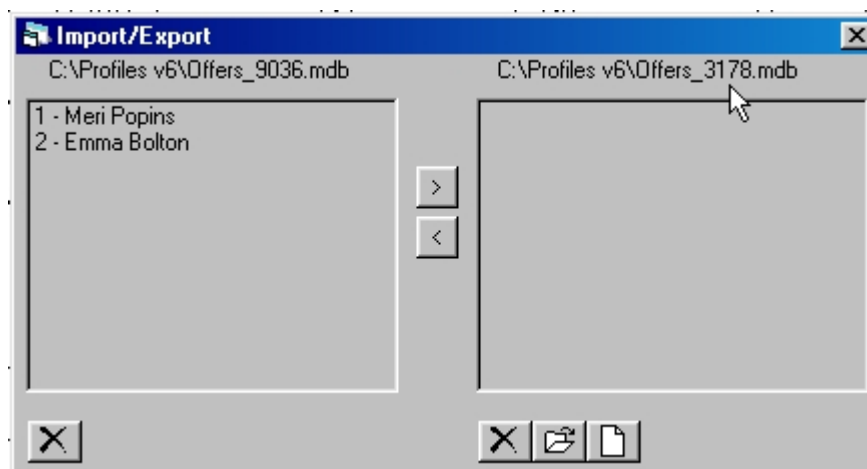 Import/Export
C:\Profiles v6\Offers_9036.mdb
C:\Profiles v6\Offers_3178.mdb
1 - Meri Popins
2 - Emma Bolton
>
<